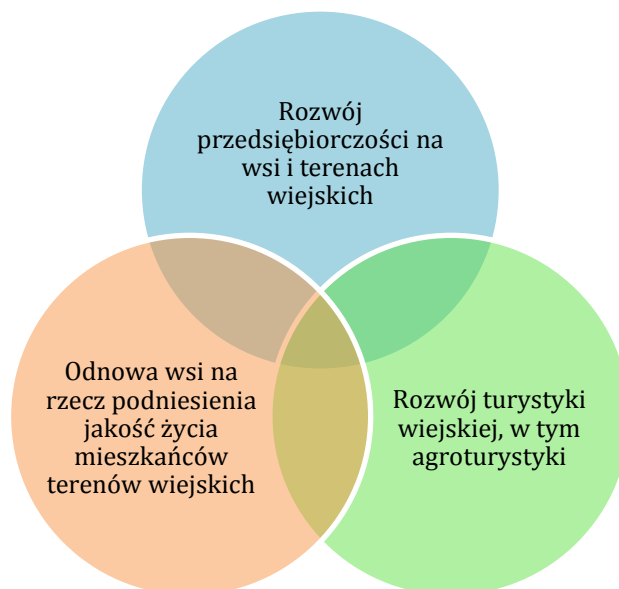 Rozwój
przedsiębiorczości na
wsi i terenach
wiejskich
Odnowa wsi na
rzecz podniesienia
jakość życia
mieszkańców
terenów wiejskich
Rozwój turystyki
wiejskiej, w tym
agroturystyki